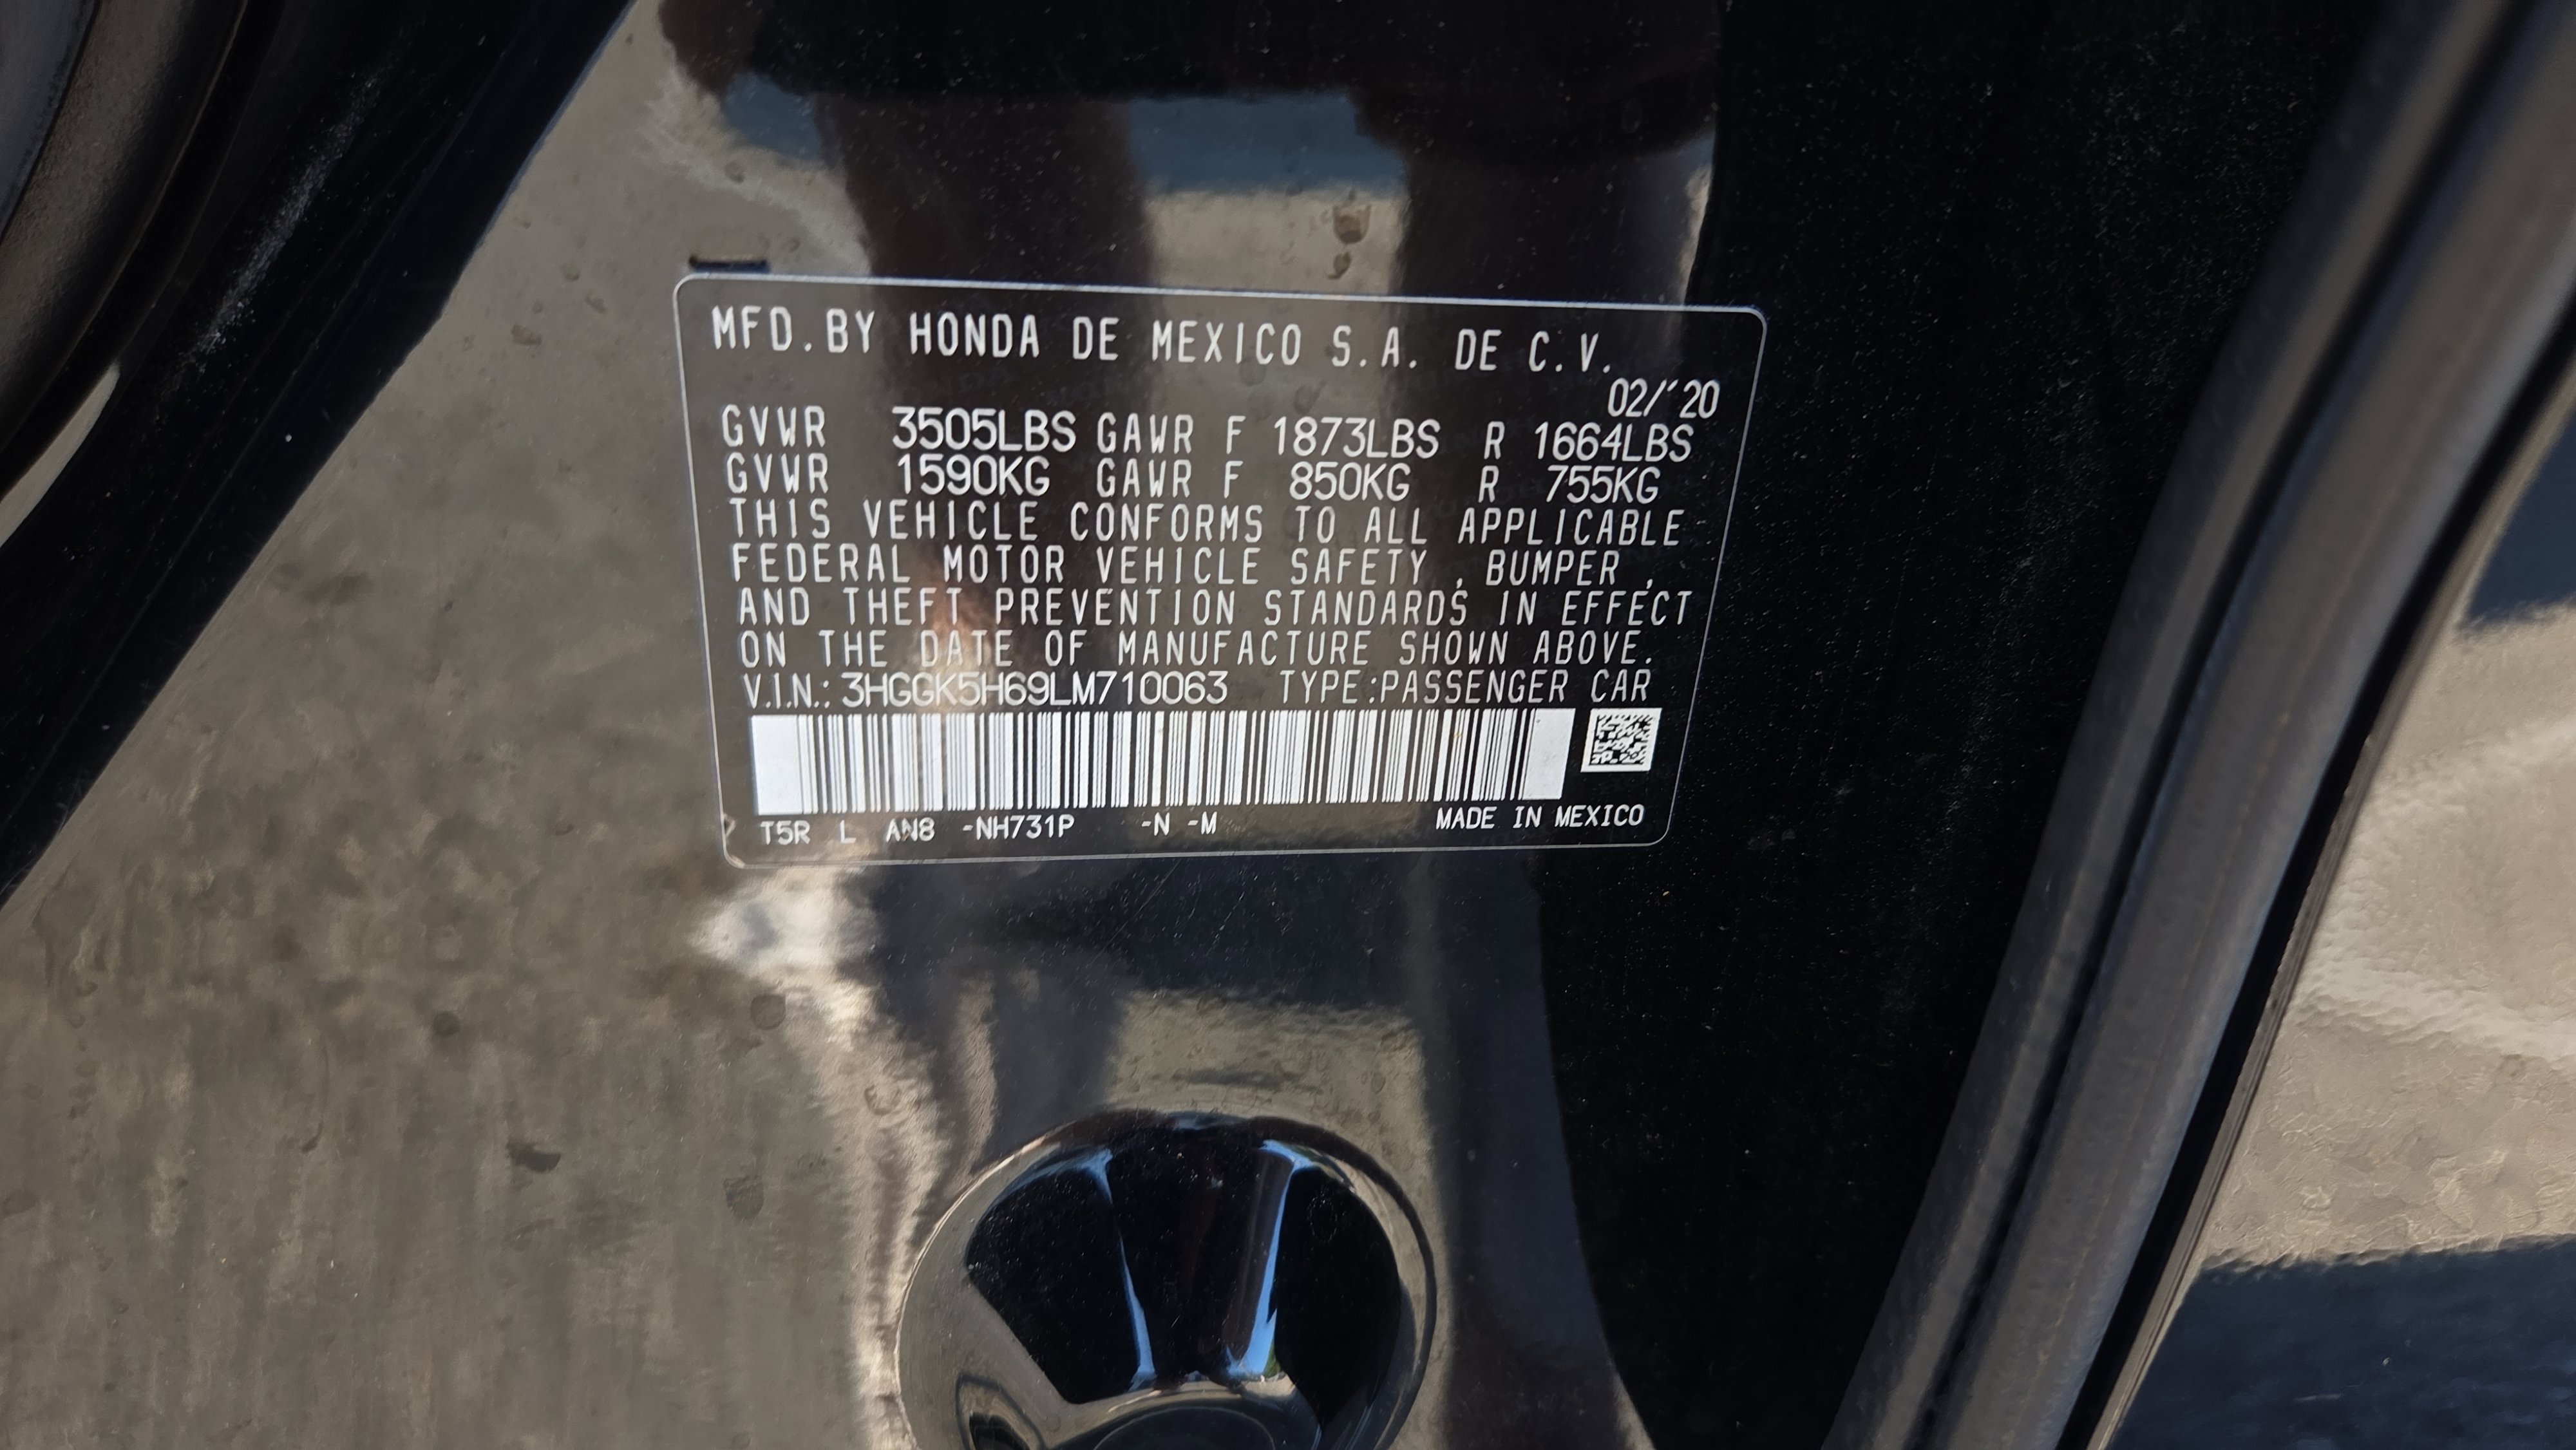 MFD.BY HONDA DE MEXICO S.A. DE C.V.
02/'20
GVWR 3505LBS GAWR F 1873LBS R 1664LBS
GVWR 1590KG GAWR F 850KG R 755KG
THIS VEHICLE CONFORMS TO ALL APPLICABLE
FEDERAL MOTOR VEHICLE SAFETY , BUMPER ,
AND THEFT PREVENTION STANDARDS IN EFFECT
ON THE DATE OF MANUFACTURE SHOWN ABOVE.
V.I.N.: 3HGGK5H69LM710063 TYPE:PASSENGER CAR
T5R L AN8 -NH731P -N -M MADE IN MEXICO